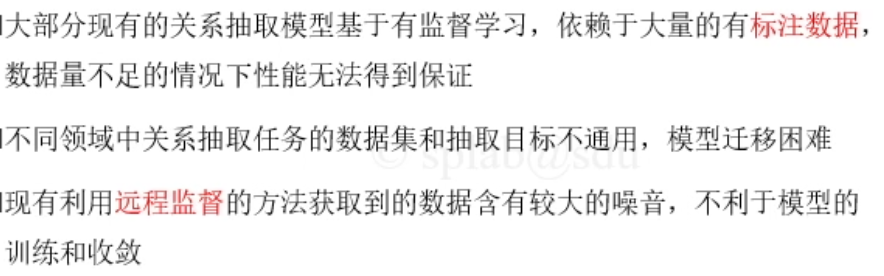 大部分现有的关系抽取模型基于有监督学习，依赖于大量的有标注数据，
数据量不足的情况下性能无法得到保证
不同领域中关系抽取任务的数据集和抽取目标不通用，模型迁移困难
© splab@sdu
现有利用远程监督的方法获取到的数据含有较大的噪音，不利于模型的
训练和收敛